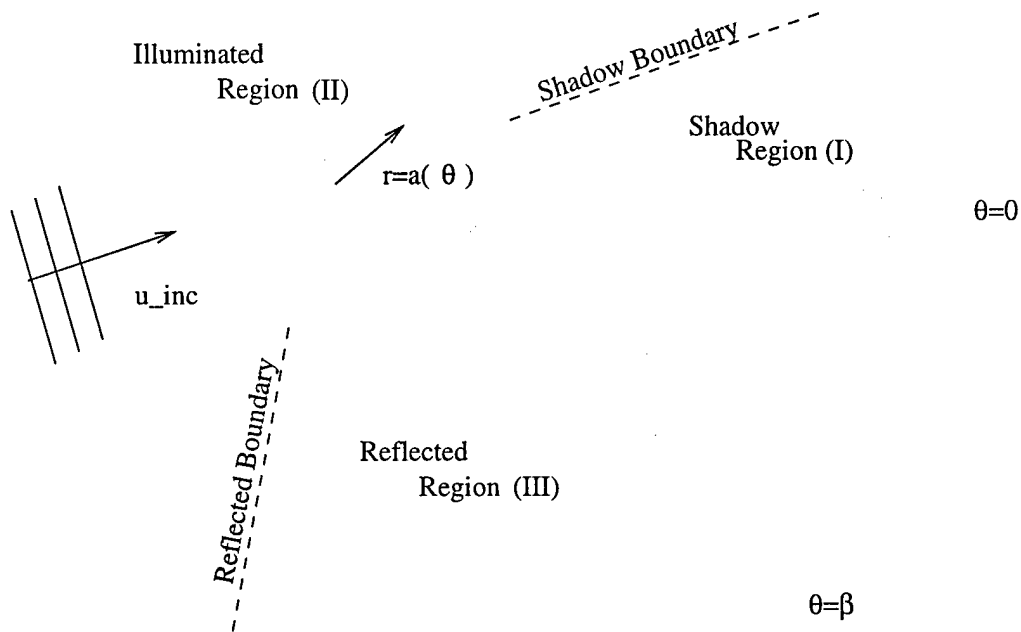 Illuminated
Region (II)
Shadow Boundary
Shadow
Region (I)
r=a( θ )
θ=0
u_inc
Reflected Boundary
Reflected
Region (III)
θ=β